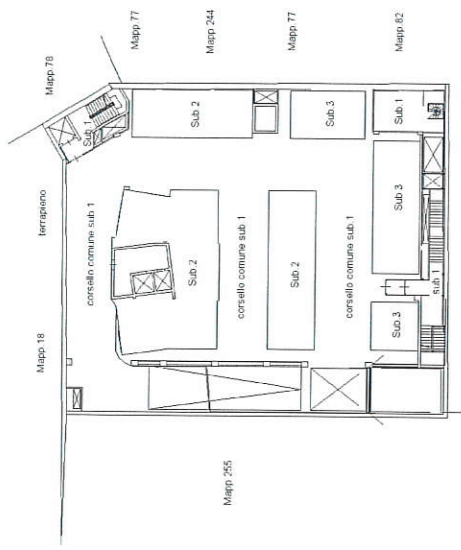 Mapp.18
terrapieno
Mapp.78
Sub.1
corsello comune sub.1
Mapp.77
Sub.2
Sub.2
Mapp.244
Mapp.255
corsello comune sub.1
Mapp.77
Sub.2
Sub.3
corsello comune sub.1
Sub.3
Sub.3
Sub.1
Mapp.82
sub.1